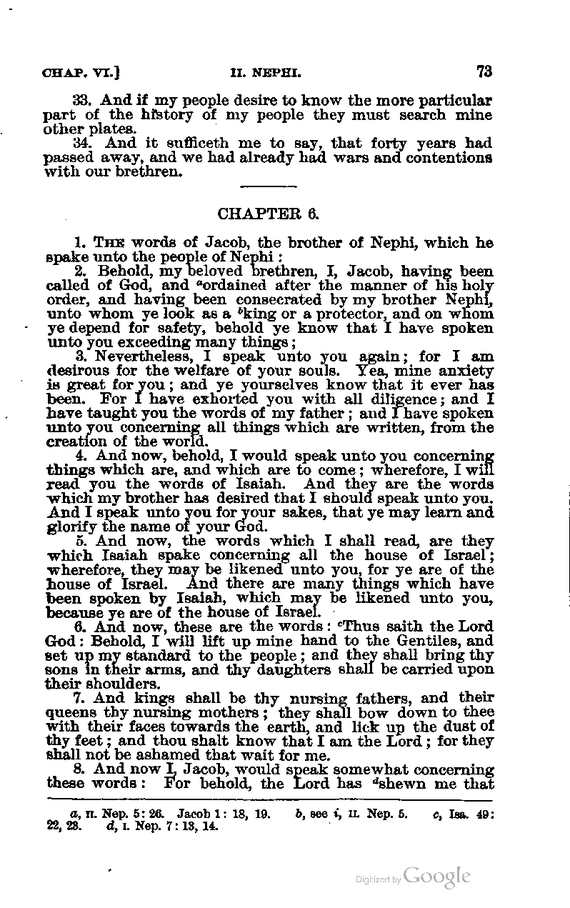 CHAP. VI.] II. NEPHI. 73
33. And if my people desire to know the more particular
part of the history of my people they must search mine
other plates.
34. And it sufficeth me to say, that forty years had
passed away, and we had already had wars and contentions
with our brethren.
CHAPTER 6.
1. THE words of Jacob, the brother of Nephi, which he
spake unto the people of Nephi :
2. Behold, my beloved brethren, I, Jacob, having been
called of God, and aordained after the manner of his holy
order, and having been consecrated by my brother Nephi,
unto whom ye look as a bking or a protector, and on whom
ye depend for safety, behold ye know that I have spoken
unto you exceeding many things ;
3. Nevertheless, I speak unto you again ; for I am
desirous for the welfare of your souls. Yea, mine anxiety
is great for you ; and ye yourselves know that it ever has
been. For I have exhorted you with all diligence ; and I
have taught you the words of my father ; and I have spoken
unto you concerning all things which are written, from the
creation of the world.
4. And now, behold, I would speak unto you concerning
things which are, and which are to come ; wherefore, I will
read you the words of Isaiah. And they are the words
which my brother has desired that I should speak unto you.
And I speak unto you for your sakes, that ye may learn and
glorify the name of your God.
5. And now, the words which I shall read, are they
which Isaiah spake concerning all the house of Israel ;
wherefore, they may be likened unto you, for ye are of the
house of Israel. And there are many things which have
been spoken by Isaiah, which may be likened unto you,
because ye are of the house of Israel.
6. And now, these are the words : cThus saith the Lord
God : Behold, I will lift up mine hand to the Gentiles, and
set up my standard to the people ; and they shall bring thy
sons in their arms, and thy daughters shall be carried upon
their shoulders.
7. And kings shall be thy nursing fathers, and their
queens thy nursing mothers ; they shall bow down to thee
with their faces towards the earth, and lick up the dust of
thy feet ; and thou shalt know that I am the Lord ; for they
shall not be ashamed that wait for me.
8. And now I, Jacob, would speak somewhat concerning
these words : For behold, the Lord has dshewn me that
a, II. Nep. 5 : 26. Jacob 1 : 18, 19. b, see i, II. Nep. 5. c, Isa. 49 :
22, 23. d, I. Nep. 7 : 13, 14.
Digitized by Google